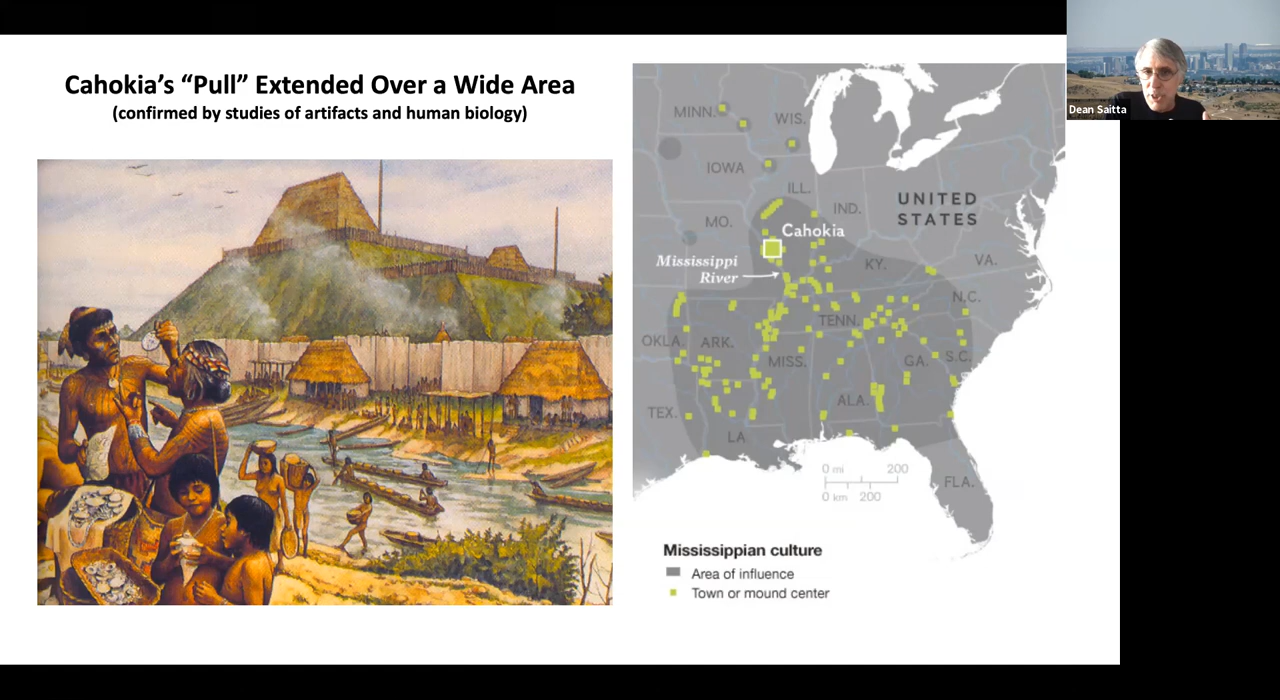 Cahokia’s “Pull” Extended Over a Wide Area
(confirmed by studies of artifacts and human biology)
Dean Saitta
MINN.
WIS.
IOWA
ILL.
IND.
UNITED
STATES
MO.
Cahokia
Mississippi
River
KY.
VA.
N.C.
TENN.
OKLA.
ARK.
MISS.
GA.
S.C.
ALA.
TEX.
LA
FLA.
0 mi 200
0 km 200
Mississippian culture
Area of influence
Town or mound center